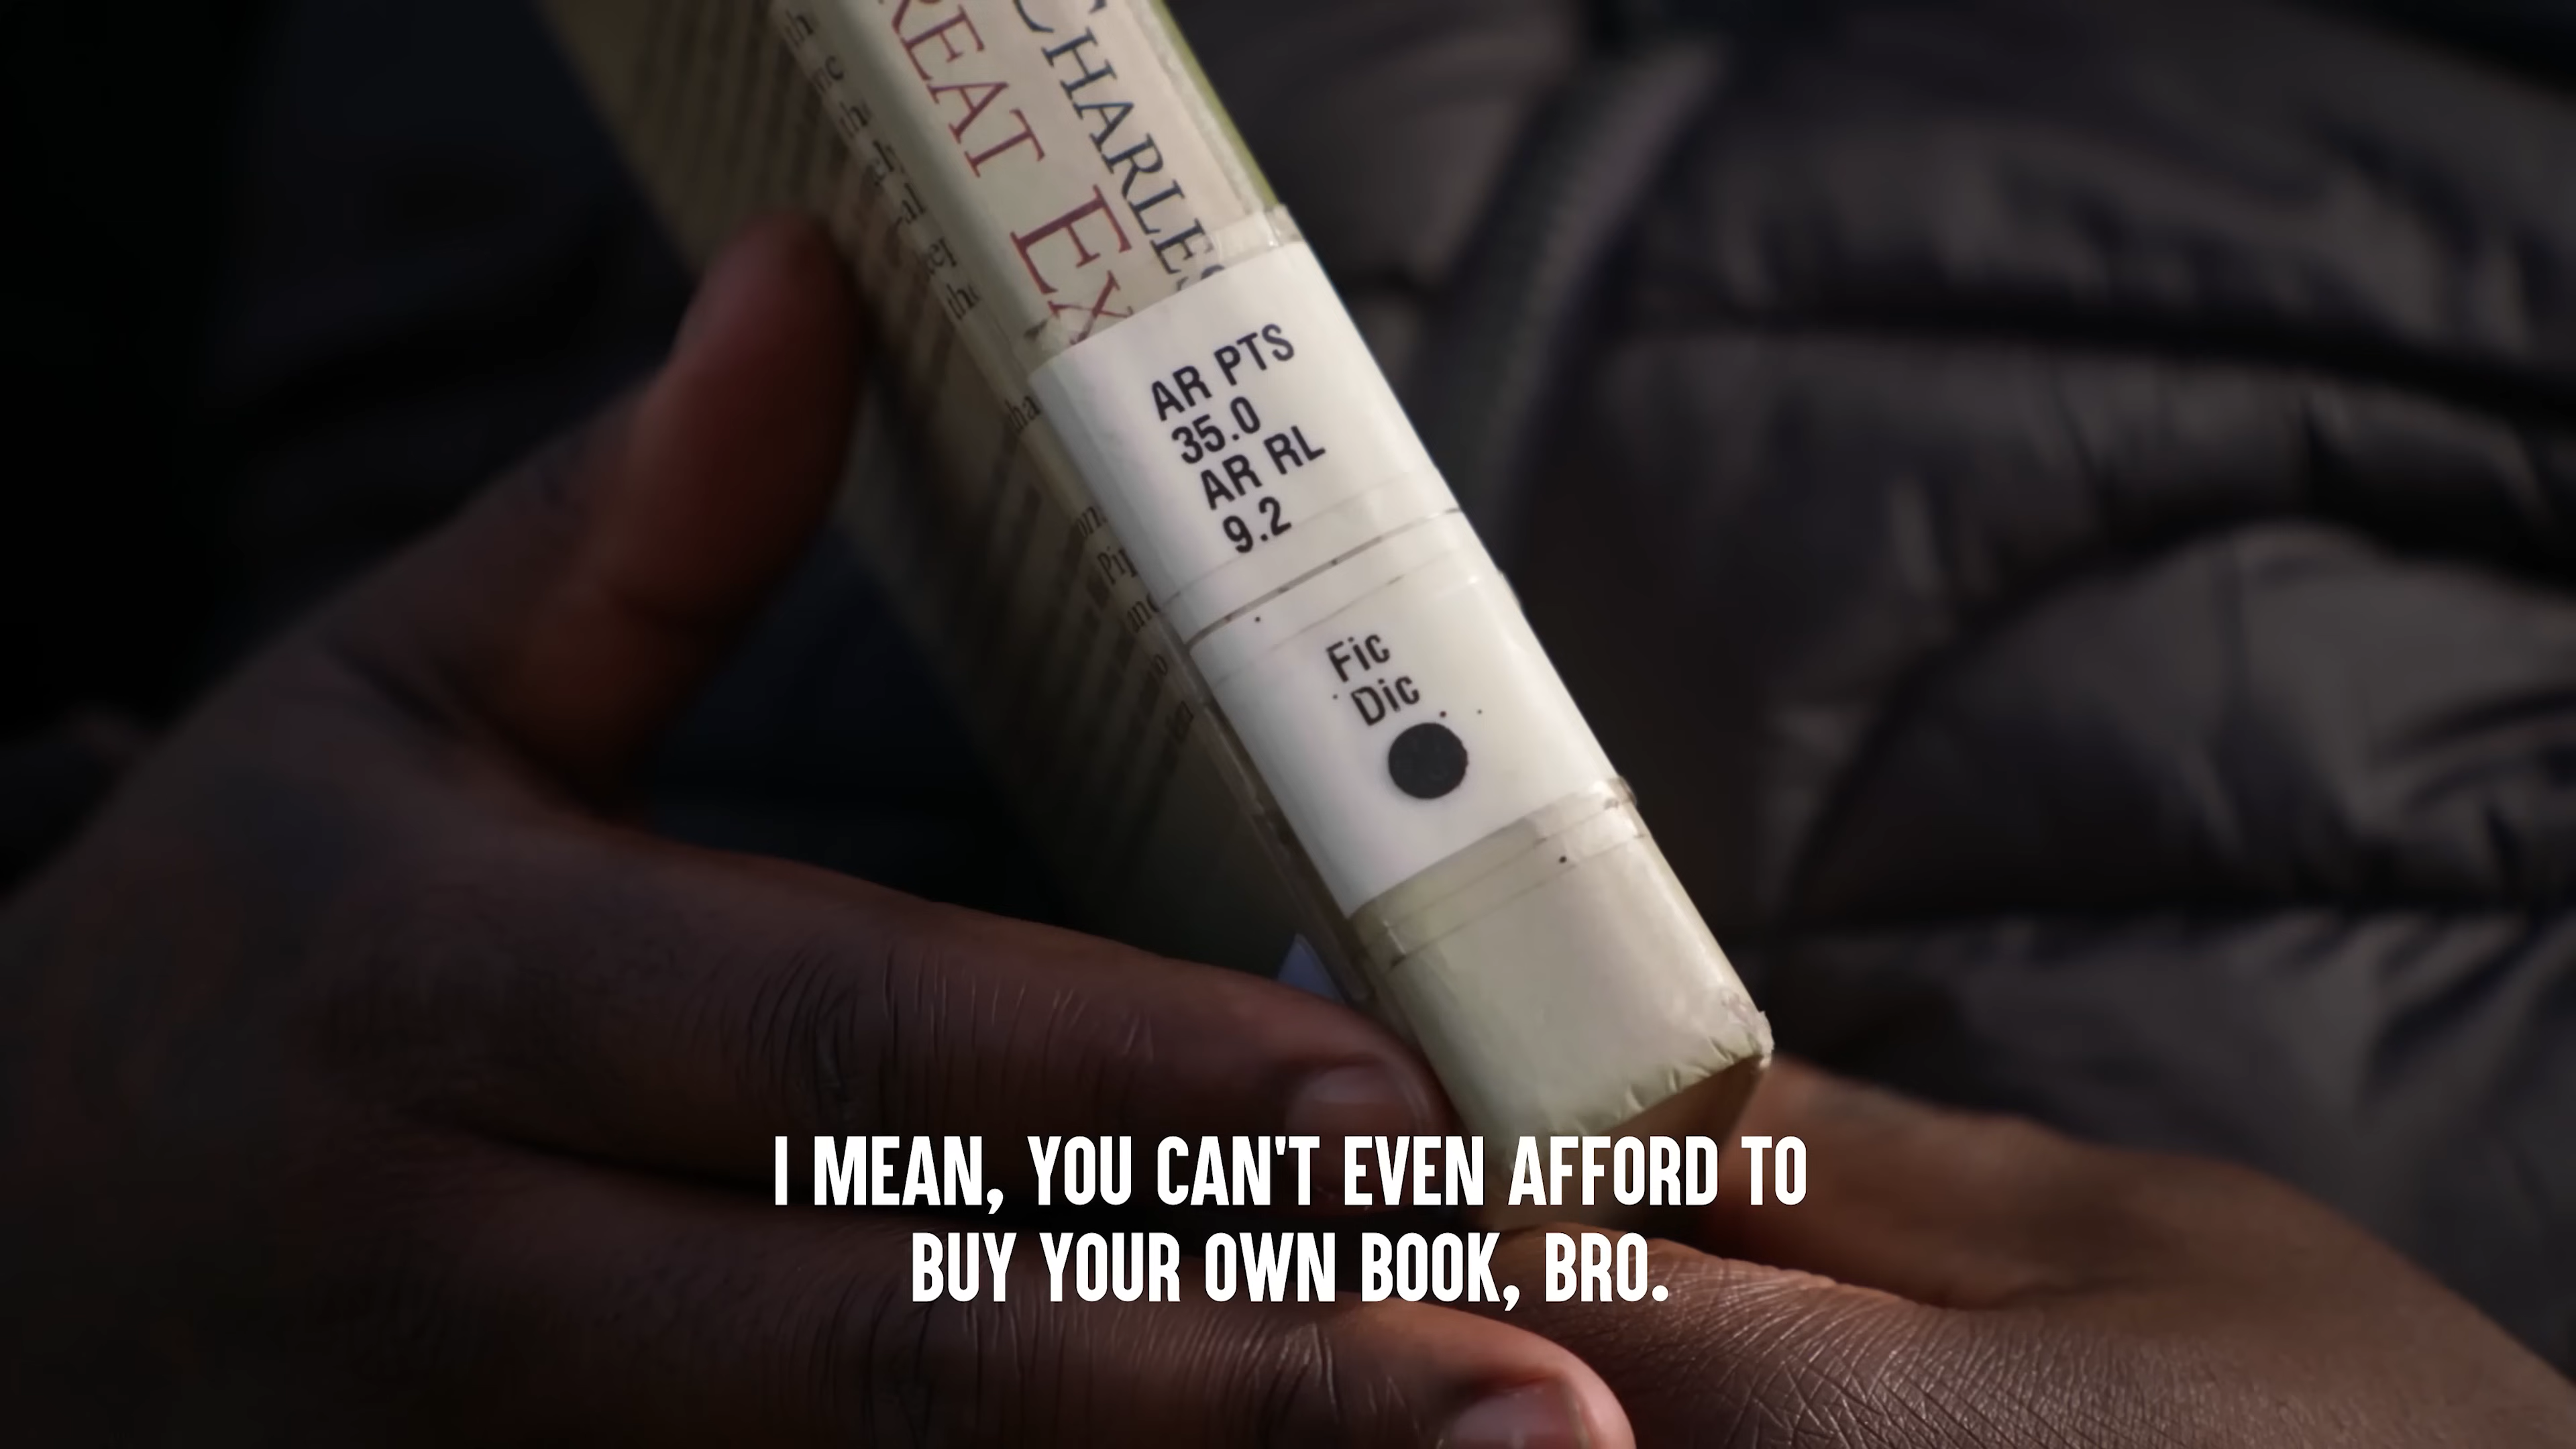 CHARLES
REAT EX
AR PTS
35.0
AR RL
9.2
Fic
Dic
I MEAN, YOU CAN'T EVEN AFFORD TO
BUY YOUR OWN BOOK, BRO.